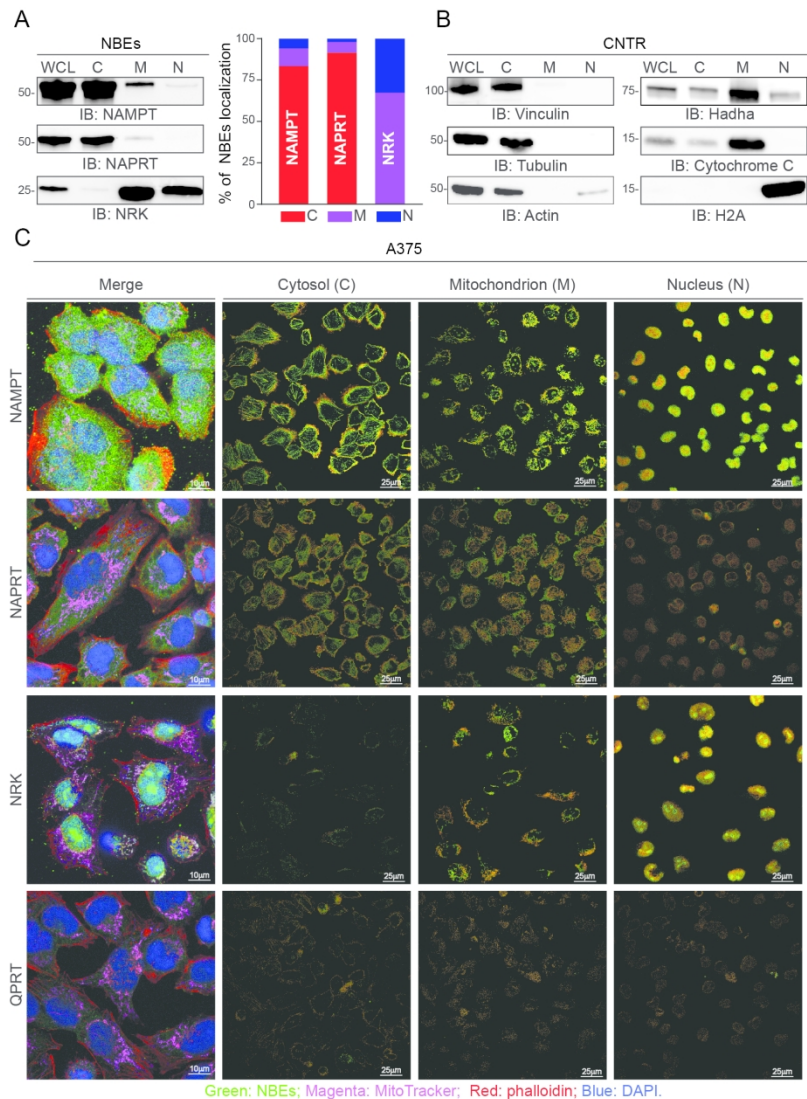 A
NBEs
WCL C M N
50-
IB: NAMPT
50-
IB: NAPRT
25-
IB: NRK
% of NBEs localization
100
75
50
25
0
NAMPT
NAPRT
NRK
C M N
B
CNTR
WCL C M N
100-
IB: Vinculin
50-
IB: Tubulin
50-
IB: Actin
WCL C M N
75-
IB: Hadha
15-
IB: Cytochrome C
15-
IB: H2A
C
A375
Merge Cytosol (C) Mitochondrion (M) Nucleus (N)
NAMPT
10μm 25μm 25μm 25μm
NAPRT
10μm 25μm 25μm 25μm
NRK
10μm 25μm 25μm 25μm
QPRT
10μm 25μm 25μm 25μm
Green: NBEs; Magenta: MitoTracker; Red: phalloidin; Blue: DAPI.